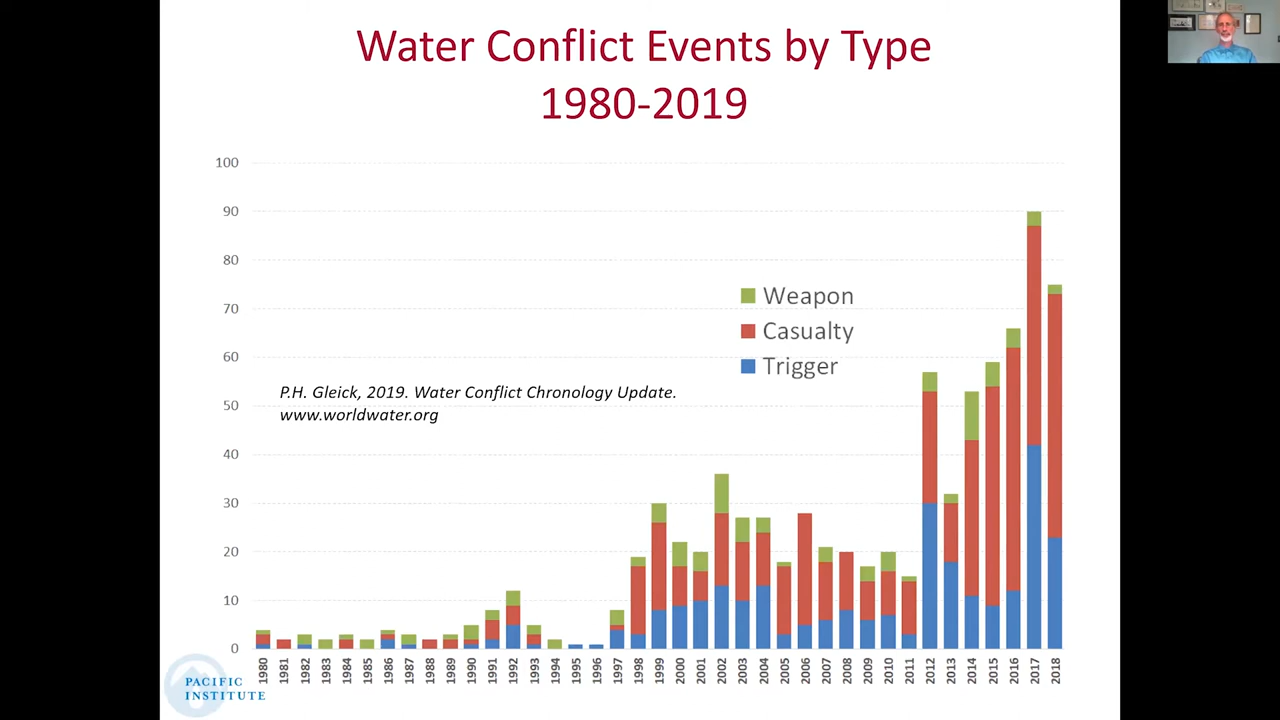 Water Conflict Events by Type
1980-2019
100
90
80
70
60
50
40
30
20
10
0
Weapon
Casualty
Trigger
P.H. Gleick, 2019. Water Conflict Chronology Update.
www.worldwater.org
1980 1981 1982 1983 1984 1985 1986 1987 1988 1989 1990 1991 1992 1993 1994 1995 1996 1997 1998 1999 2000 2001 2002 2003 2004 2005 2006 2007 2008 2009 2010 2011 2012 2013 2014 2015 2016 2017 2018
PACIFIC
INSTITUTE